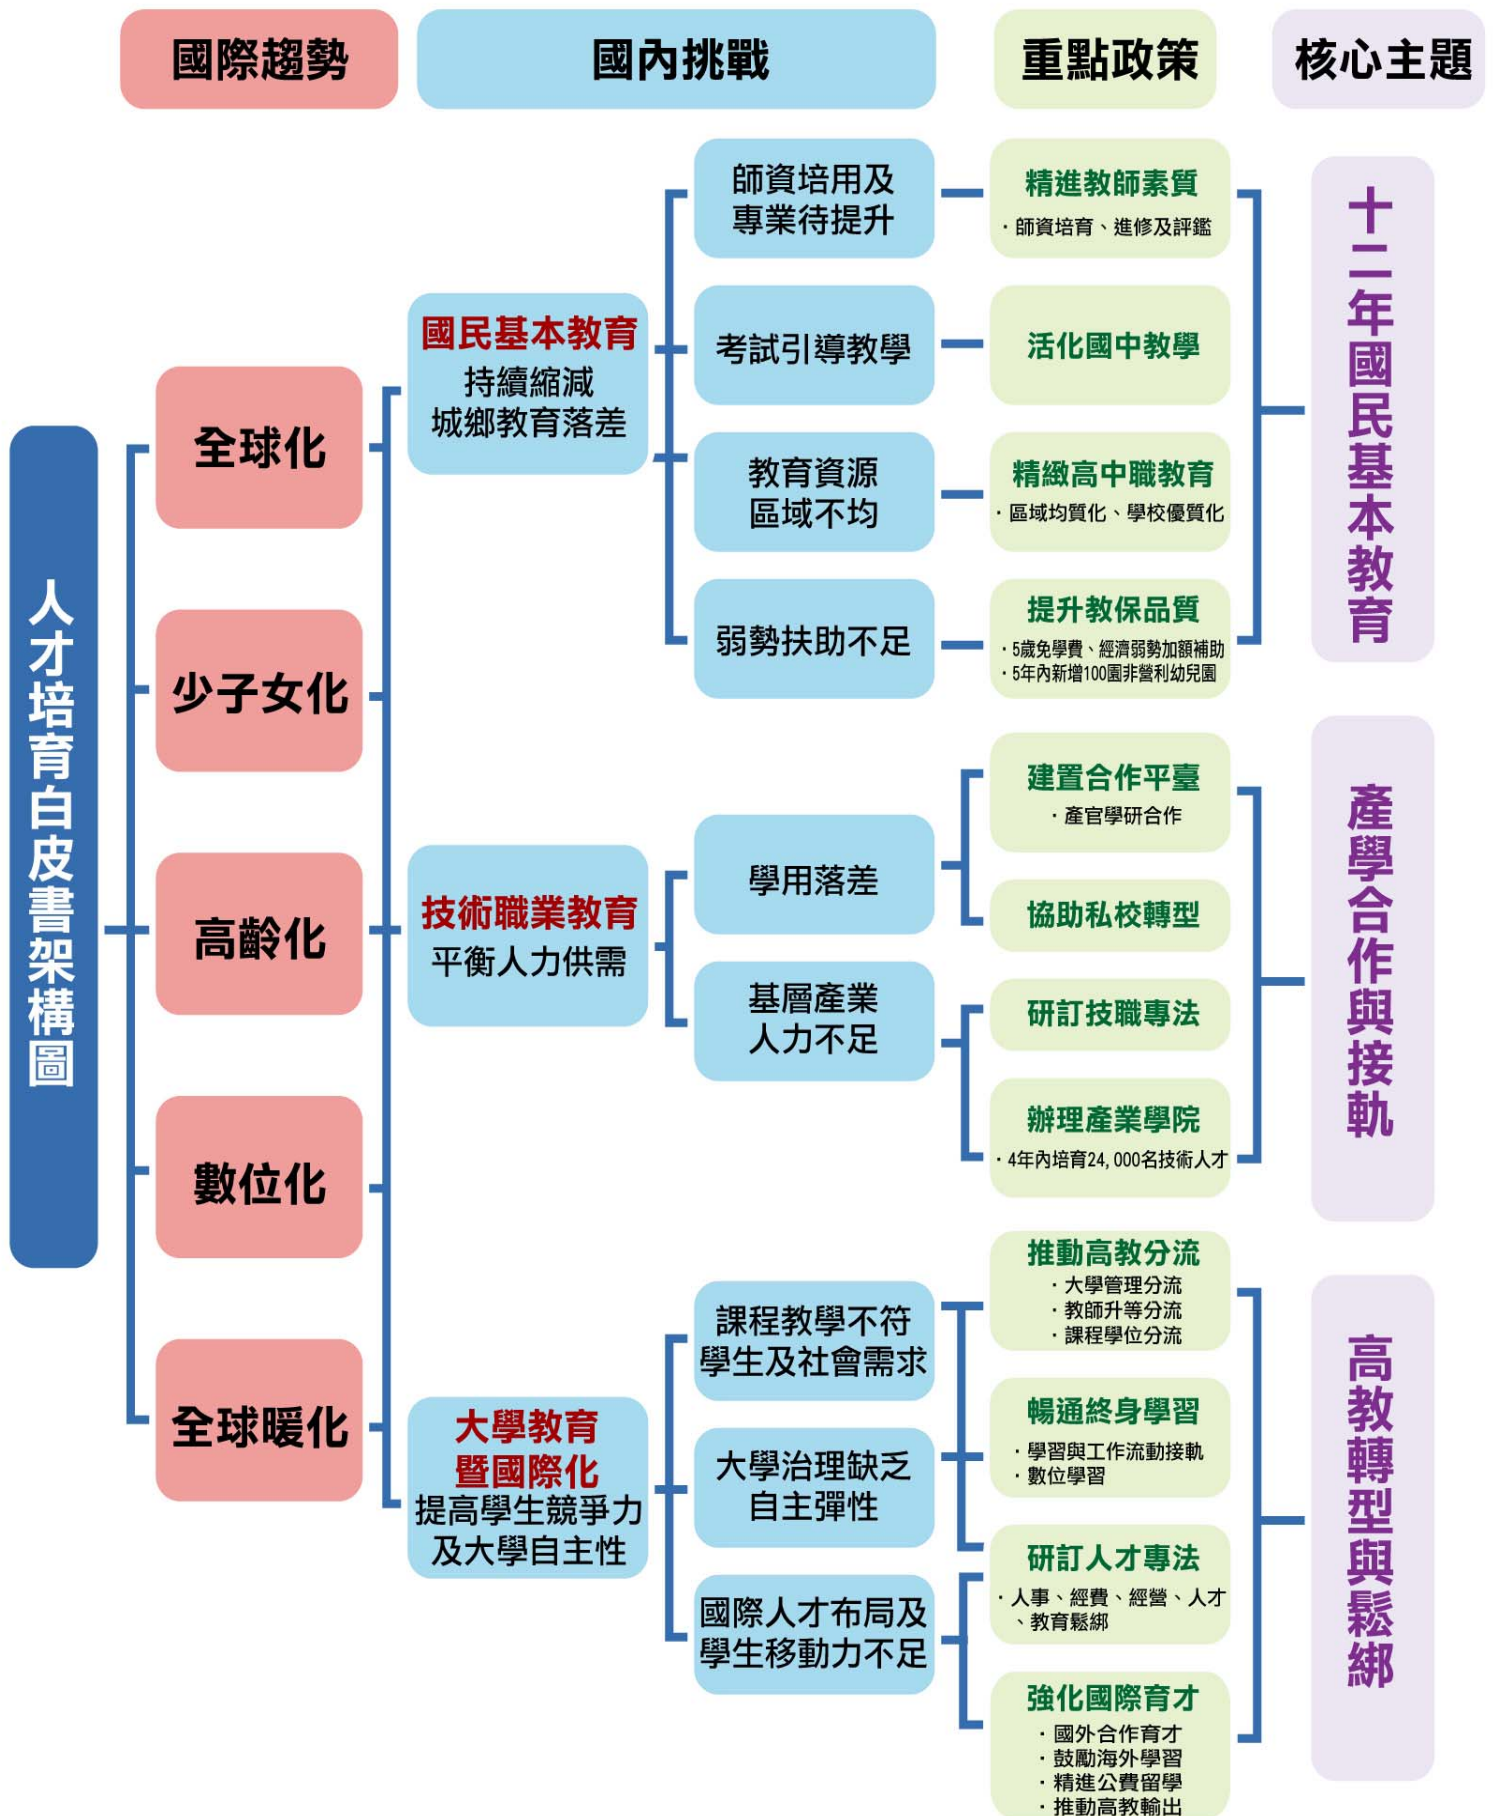 國際趨勢
國內挑戰
重點政策
核心主題
人才培育白皮書架構圖
全球化
少子女化
高齡化
數位化
全球暖化
國民基本教育
持續縮減
城鄉教育落差
師資培用及
專業待提升
考試引導教學
教育資源
區域不均
弱勢扶助不足
精進教師素質
·師資培育、進修及評鑑
活化國中教學
精緻高中職教育
·區域均質化、學校優質化
提升教保品質
·5歲免學費、經濟弱勢加額補助
·5年內新增100園非營利幼兒園
十二年國民基本教育
技術職業教育
平衡人力供需
學用落差
基層產業
人力不足
建置合作平臺
·產官學研合作
協助私校轉型
研訂技職專法
辦理產業學院
·4年內培育24,000名技術人才
產學合作與接軌
大學教育
暨國際化
提高學生競爭力
及大學自主性
課程教學不符
學生及社會需求
大學治理缺乏
自主彈性
國際人才布局及
學生移動力不足
推動高教分流
·大學管理分流
·教師升等分流
·課程學位分流
暢通終身學習
·學習與工作流動接軌
·數位學習
研訂人才專法
·人事、經費、經營、人才
、教育鬆綁
強化國際育才
·國外合作育才
·鼓勵海外學習
·精進公費留學
·推動高教輸出
高教轉型與鬆綁